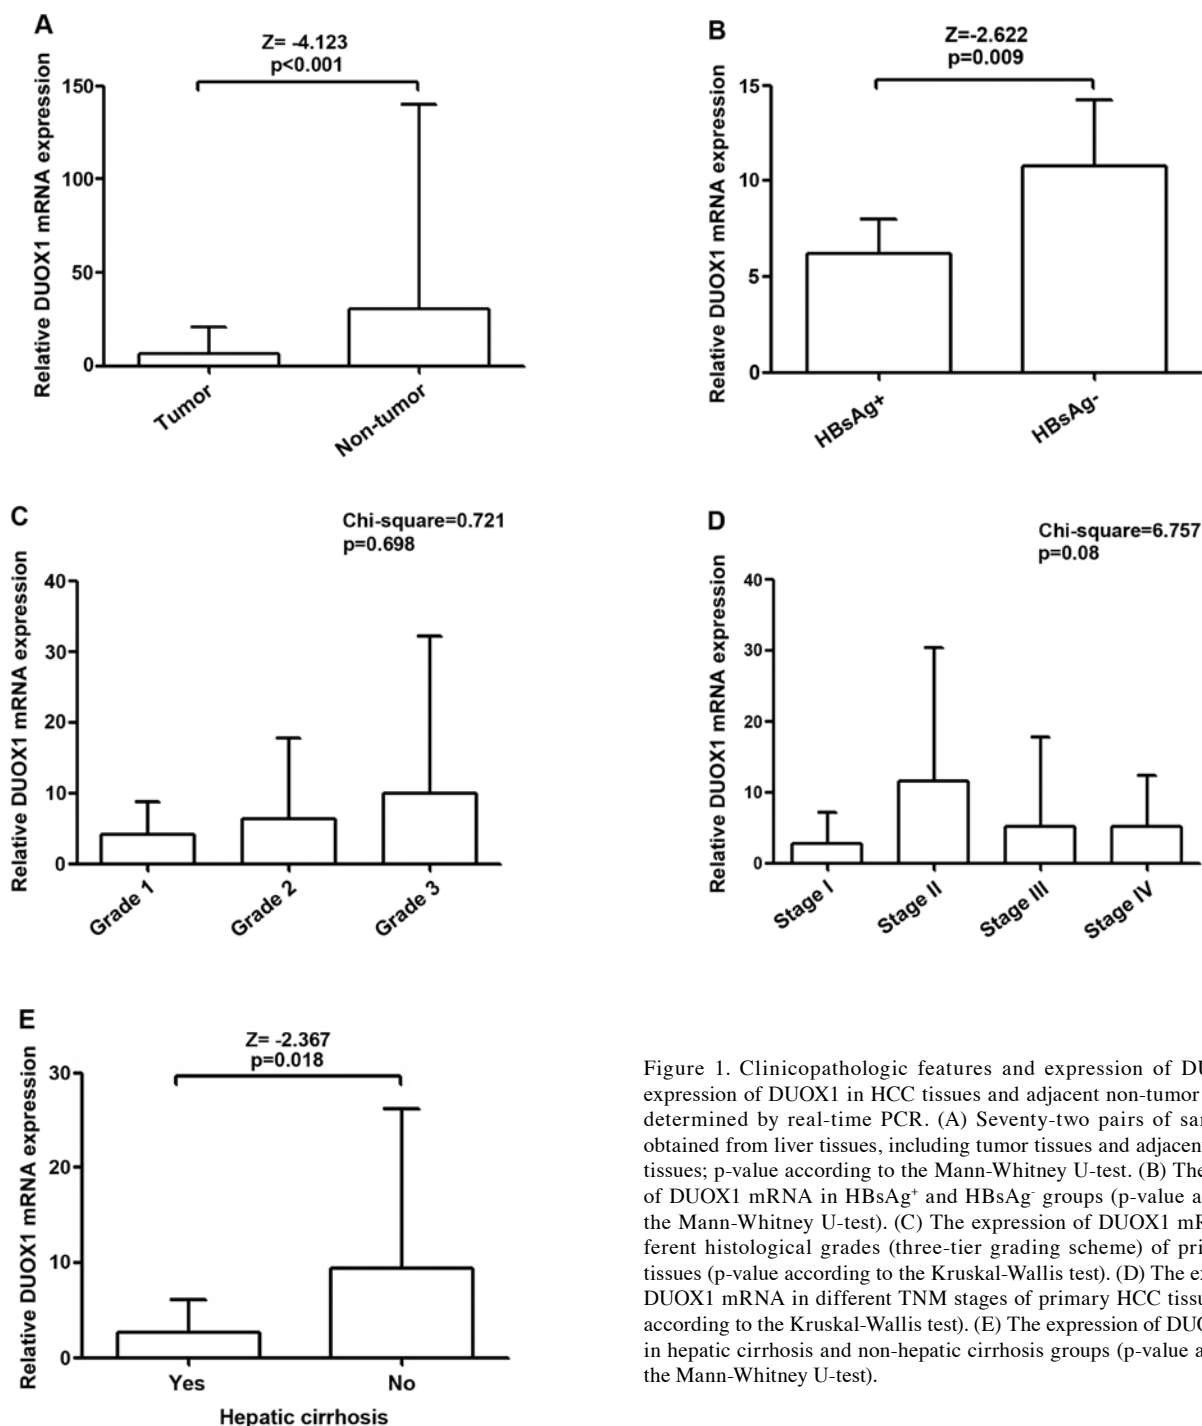 A
Z= -4.123
p<0.001
Relative DUOX1 mRNA expression
150
100
50
0
Tumor
Non-tumor
B
Z=-2.622
p=0.009
Relative DUOX1 mRNA expression
15
10
5
0
HBsAg+
HBsAg-
C
Chi-square=0.721
p=0.698
Relative DUOX1 mRNA expression
40
30
20
10
0
Grade 1
Grade 2
Grade 3
D
Chi-square=6.757
p=0.08
Relative DUOX1 mRNA expression
40
30
20
10
0
Stage I
Stage II
Stage III
Stage IV
E
Z= -2.367
p=0.018
Relative DUOX1 mRNA expression
30
20
10
0
Yes
No
Hepatic cirrhosis
Figure 1. Clinicopathologic features and expression of DU
expression of DUOX1 in HCC tissues and adjacent non-tumor
determined by real-time PCR. (A) Seventy-two pairs of sar
obtained from liver tissues, including tumor tissues and adjacen
tissues; p-value according to the Mann-Whitney U-test. (B) The
of DUOX1 mRNA in HBsAg⁺ and HBsAg⁻ groups (p-value a
the Mann-Whitney U-test). (C) The expression of DUOX1 mR
ferent histological grades (three-tier grading scheme) of pri
tissues (p-value according to the Kruskal-Wallis test). (D) The e
DUOX1 mRNA in different TNM stages of primary HCC tissu
according to the Kruskal-Wallis test). (E) The expression of DUO
in hepatic cirrhosis and non-hepatic cirrhosis groups (p-value a
the Mann-Whitney U-test).